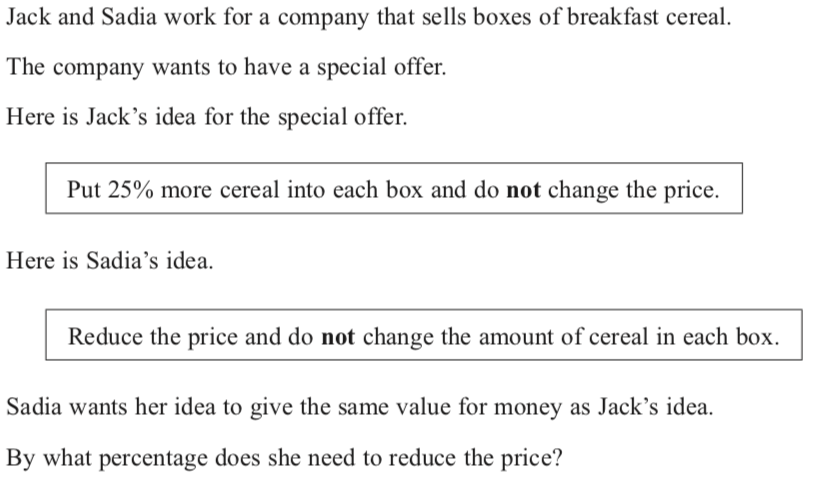 Jack and Sadia work for a company that sells boxes of breakfast cereal.
The company wants to have a special offer.
Here is Jack’s idea for the special offer.
Put 25% more cereal into each box and do not change the price.
Here is Sadia’s idea.
Reduce the price and do not change the amount of cereal in each box.
Sadia wants her idea to give the same value for money as Jack’s idea.
By what percentage does she need to reduce the price?